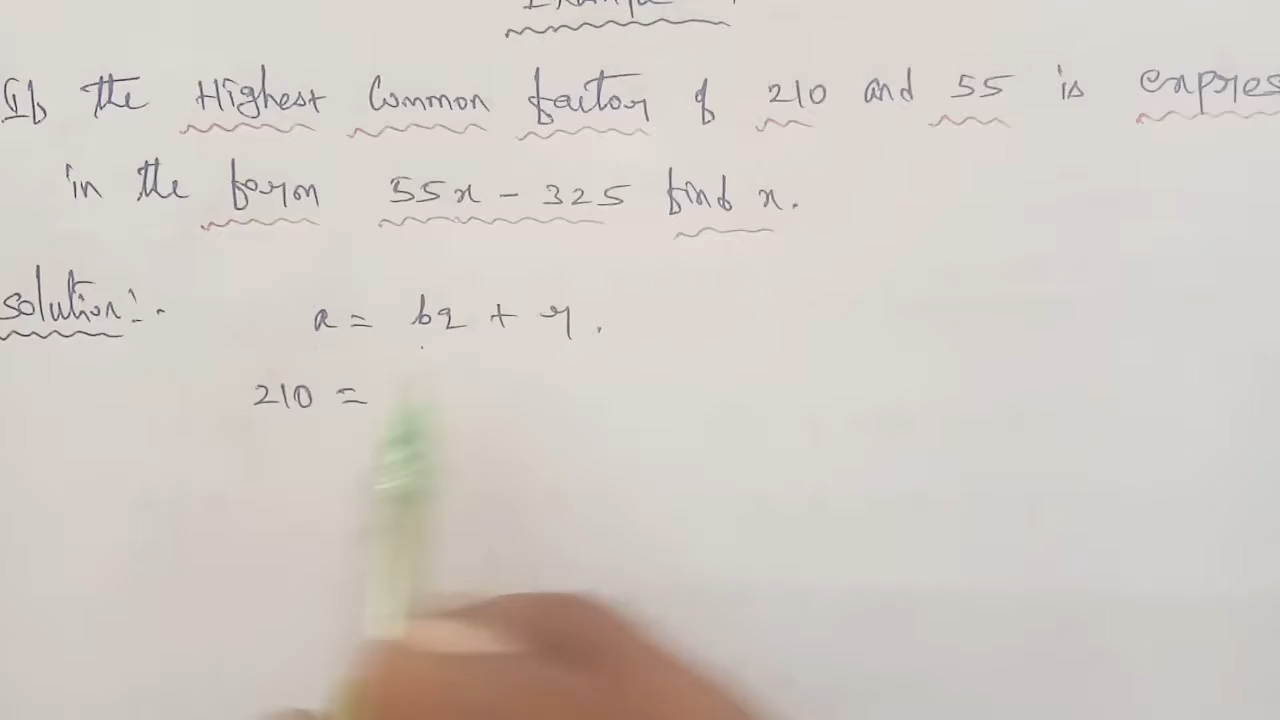 If the Highest Common factor of 210 and 55 is expres
in the form 55x - 325 find x.
solution:-
a = bq + r.
210 =